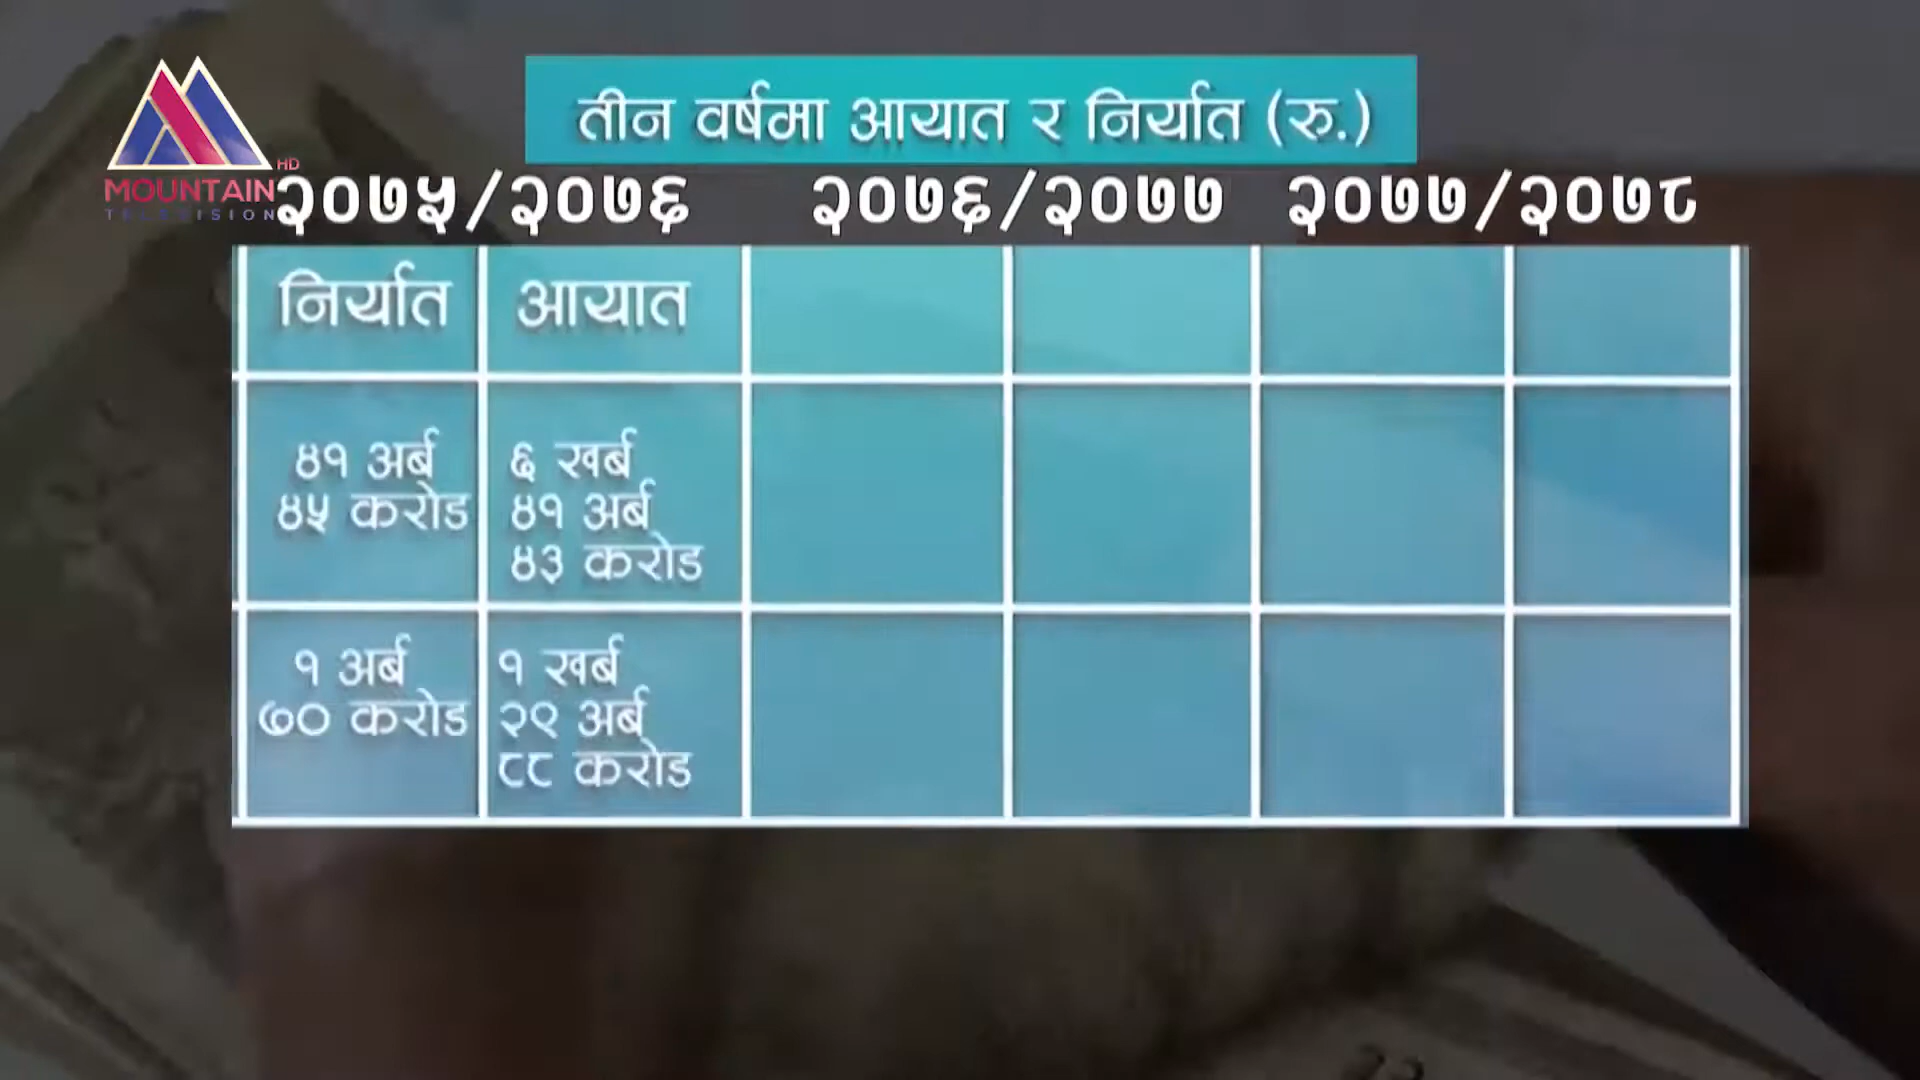 तीन वर्षमा आयात र निर्यात (रु.)
HD
MOUNTAIN
TELEVISION
२०७५/२०७६ २०७६/२०७७ २०७७/२०७८
निर्यात आयात
४१ अर्ब
४५ करोड
६ खर्ब
४१ अर्ब
४३ करोड
१ अर्ब
७० करोड
१ खर्ब
२९ अर्ब
८८ करोड